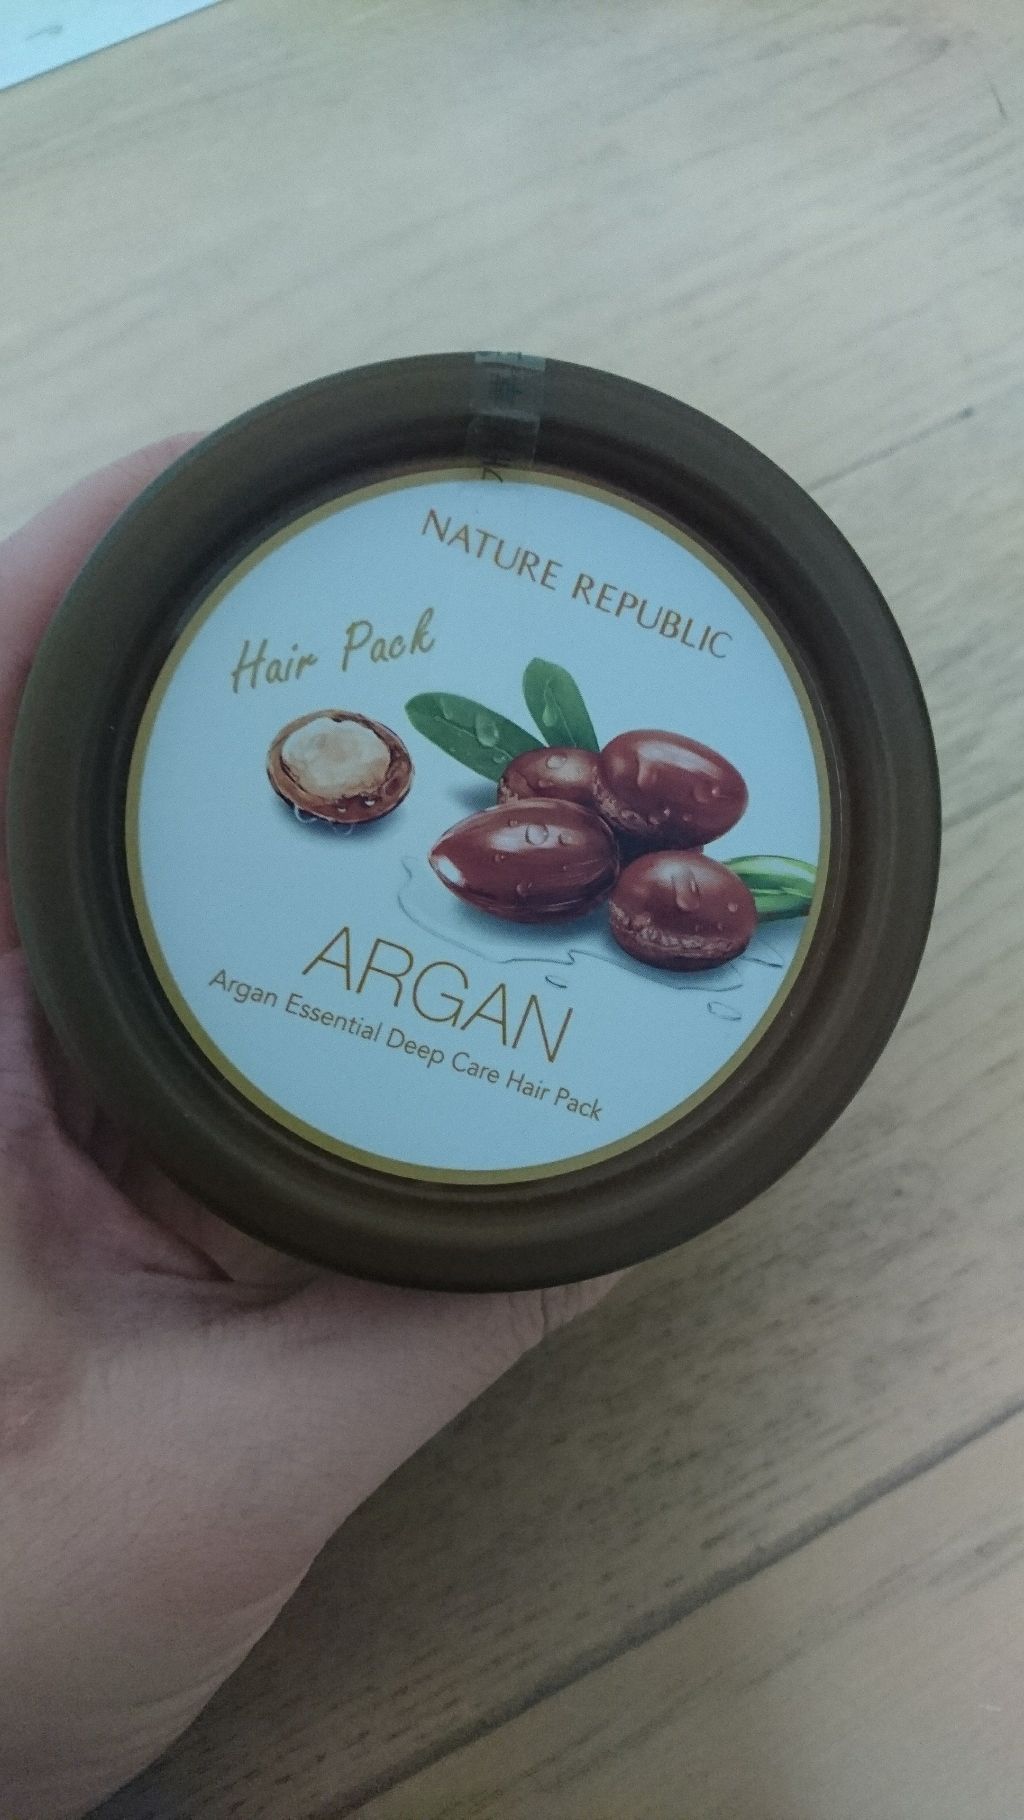 NATURE REPUBLIC
Hair Pack
ARGAN
Argan Essential Deep Care Hair Pack